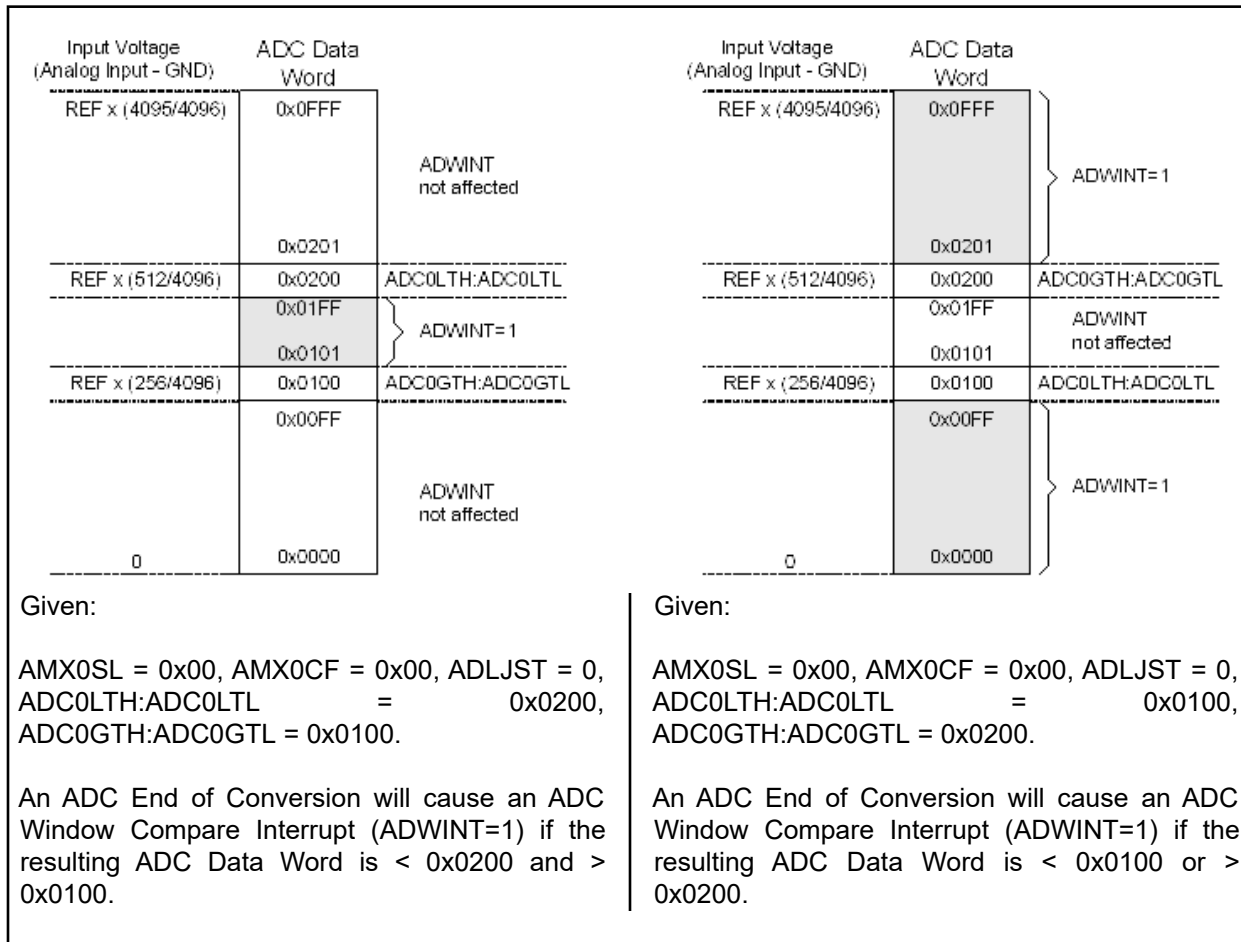 Input Voltage
(Analog Input - GND)
ADC Data
Word
REF x (4095/4096)
0x0FFF
ADWINT
not affected
0x0201
REF x (512/4096)
0x0200
ADC0LTH:ADC0LTL
0x01FF
ADWINT=1
0x0101
REF x (256/4096)
0x0100
ADC0GTH:ADC0GTL
0x00FF
ADWINT
not affected
0
0x0000
Given:
AMX0SL = 0x00, AMX0CF = 0x00, ADLJST = 0,
ADC0LTH:ADC0LTL = 0x0200,
ADC0GTH:ADC0GTL = 0x0100.
An ADC End of Conversion will cause an ADC
Window Compare Interrupt (ADWINT=1) if the
resulting ADC Data Word is < 0x0200 and >
0x0100.
Input Voltage
(Analog Input - GND)
ADC Data
Word
REF x (4095/4096)
0x0FFF
ADWINT=1
0x0201
REF x (512/4096)
0x0200
ADC0GTH:ADC0GTL
0x01FF
ADWINT
not affected
0x0101
REF x (256/4096)
0x0100
ADC0LTH:ADC0LTL
0x00FF
ADWINT=1
0
0x0000
Given:
AMX0SL = 0x00, AMX0CF = 0x00, ADLJST = 0,
ADC0LTH:ADC0LTL = 0x0100,
ADC0GTH:ADC0GTL = 0x0200.
An ADC End of Conversion will cause an ADC
Window Compare Interrupt (ADWINT=1) if the
resulting ADC Data Word is < 0x0100 or >
0x0200.